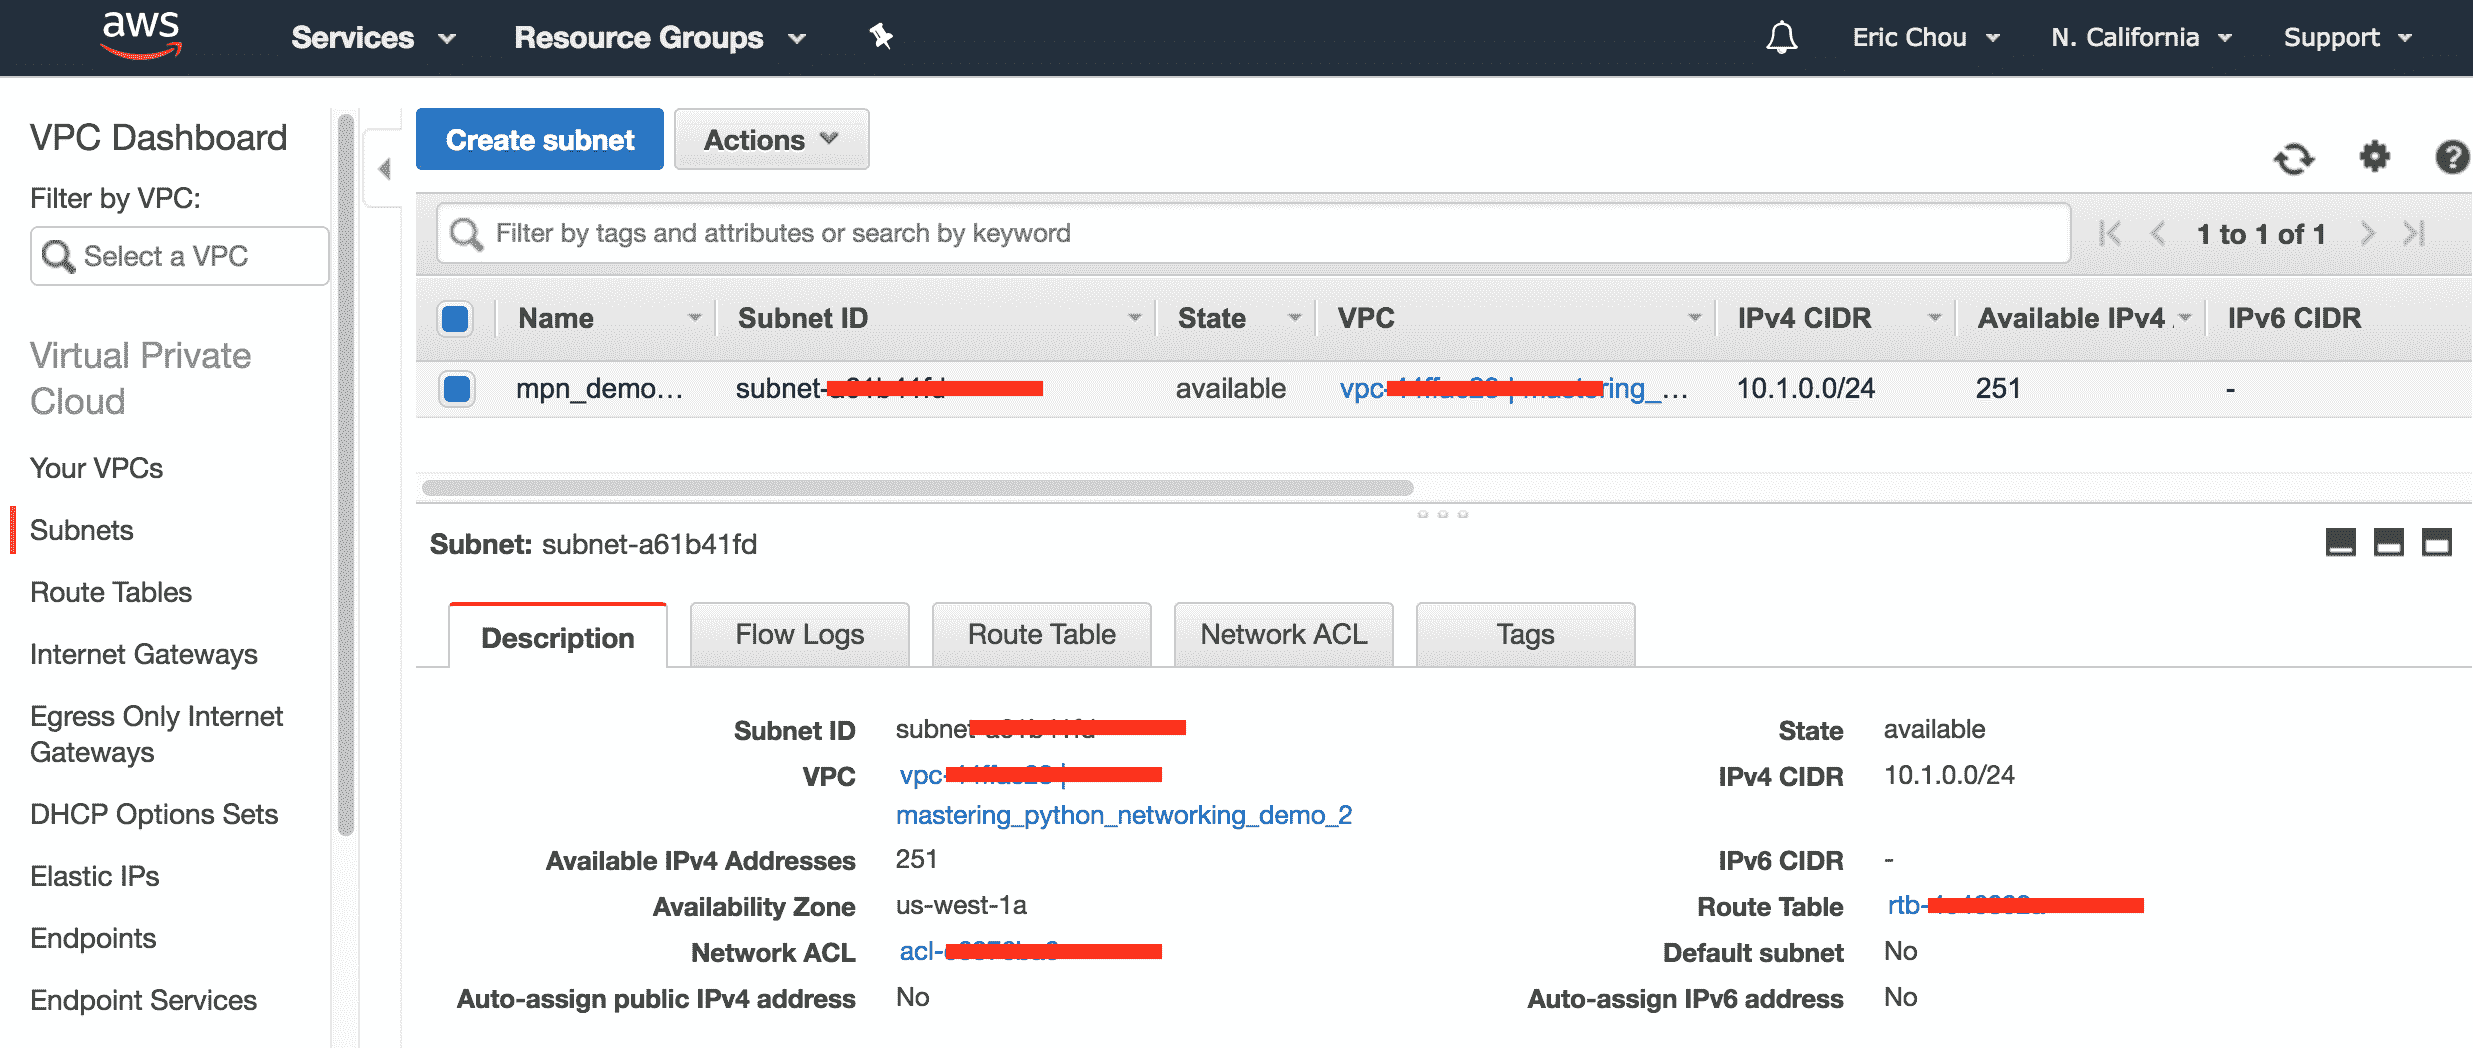 aws Services Resource Groups Eric Chou N. California Support
VPC Dashboard
Filter by VPC:
Select a VPC
Virtual Private
Cloud
Your VPCs
Subnets
Route Tables
Internet Gateways
Egress Only Internet
Gateways
DHCP Options Sets
Elastic IPs
Endpoints
Endpoint Services
Create subnet Actions
Filter by tags and attributes or search by keyword 1 to 1 of 1
Name Subnet ID State VPC IPv4 CIDR Available IPv4 IPv6 CIDR
mpn_demo... subnet- available vpc- ring_... 10.1.0.0/24 251 -
Subnet: subnet-a61b41fd
Description Flow Logs Route Table Network ACL Tags
Subnet ID subnet State available
VPC vpc- IPv4 CIDR 10.1.0.0/24
mastering_python_networking_demo_2
Available IPv4 Addresses 251 IPv6 CIDR -
Availability Zone us-west-1a Route Table rtb-
Network ACL acl- Default subnet No
Auto-assign public IPv4 address No Auto-assign IPv6 address No